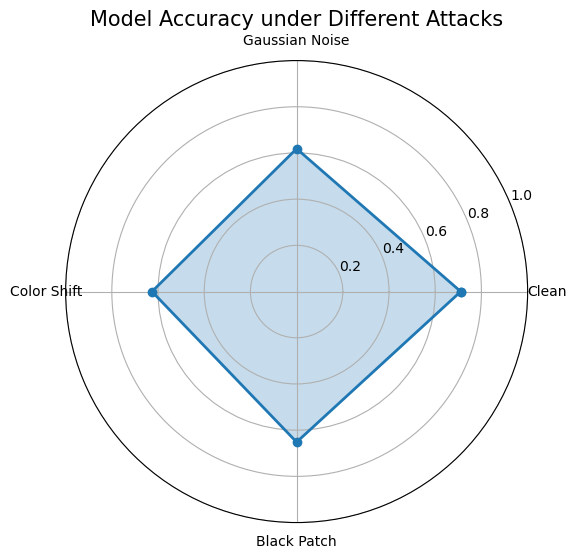 Model Accuracy under Different Attacks
Gaussian Noise
1.0
0.8
0.6
0.4
0.2
Color Shift
Clean
Black Patch